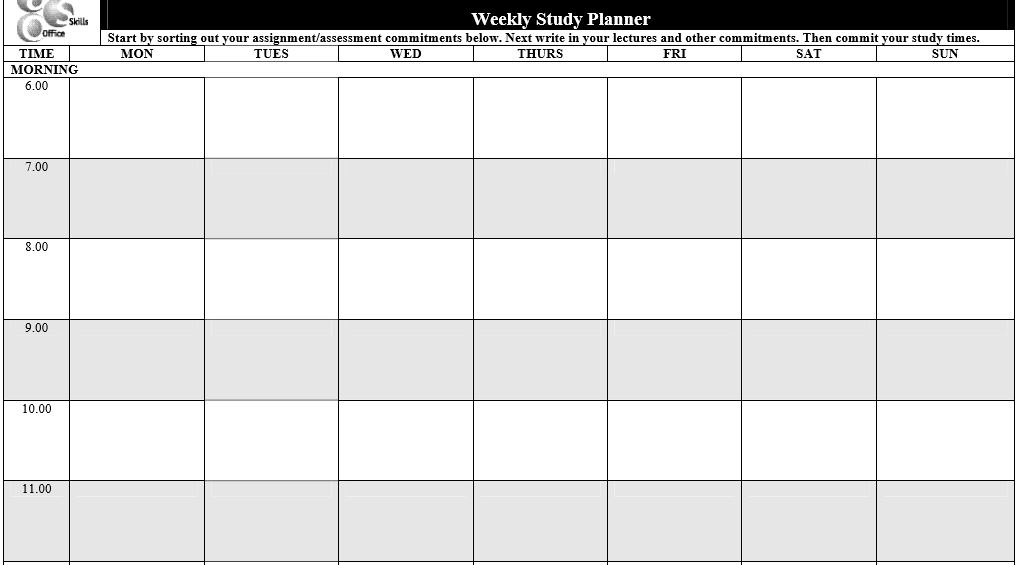 Skills
Office
Weekly Study Planner
Start by sorting out your assignment/assessment commitments below. Next write in your lectures and other commitments. Then commit your study times.
TIME MON TUES WED THURS FRI SAT SUN
MORNING
6.00
7.00
8.00
9.00
10.00
11.00